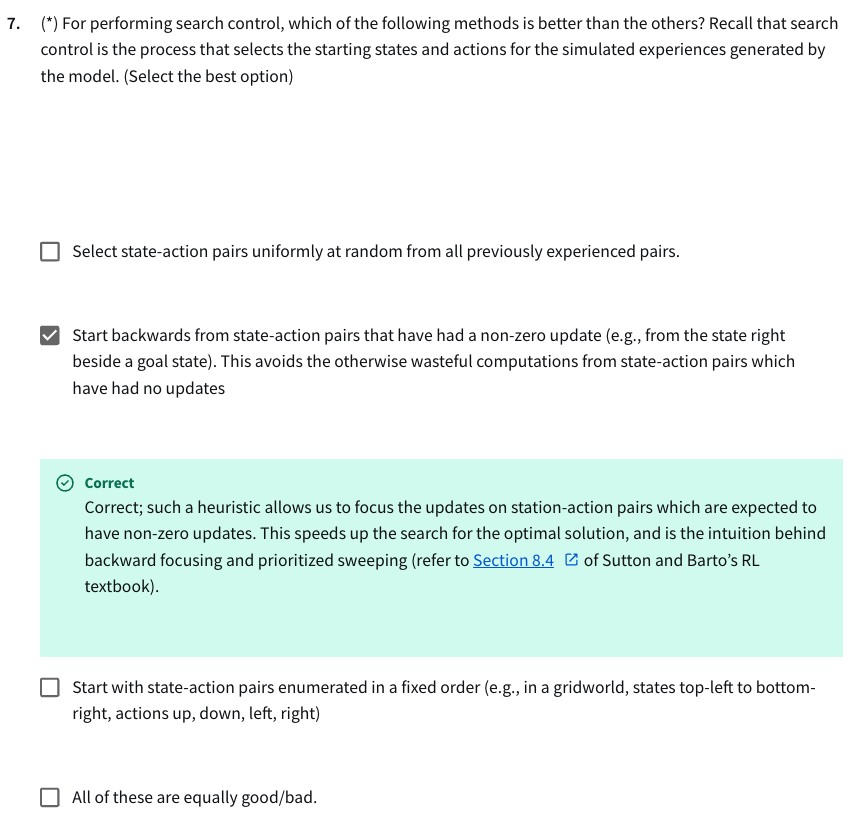 7. (*) For performing search control, which of the following methods is better than the others? Recall that search
control is the process that selects the starting states and actions for the simulated experiences generated by
the model. (Select the best option)
Select state-action pairs uniformly at random from all previously experienced pairs.
Start backwards from state-action pairs that have had a non-zero update (e.g., from the state right
beside a goal state). This avoids the otherwise wasteful computations from state-action pairs which
have had no updates
Correct
Correct; such a heuristic allows us to focus the updates on station-action pairs which are expected to
have non-zero updates. This speeds up the search for the optimal solution, and is the intuition behind
backward focusing and prioritized sweeping (refer to Section 8.4 of Sutton and Barto's RL
textbook).
Start with state-action pairs enumerated in a fixed order (e.g., in a gridworld, states top-left to bottom-
right, actions up, down, left, right)
All of these are equally good/bad.